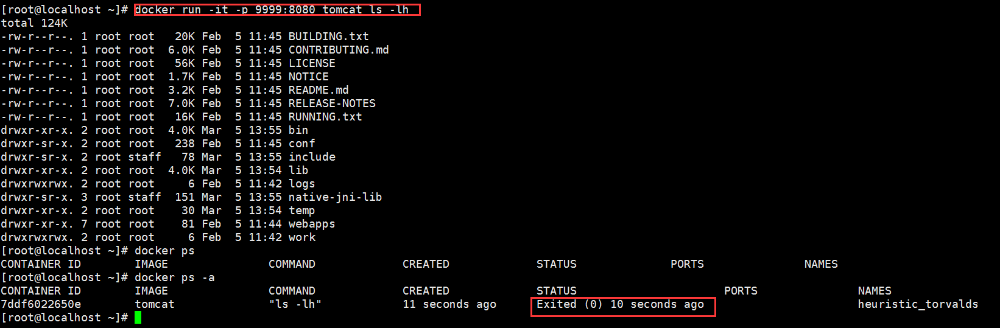 [root@localhost ~]# docker run -it -p 9999:8080 tomcat ls -lh
total 124K
-rw-r--r--. 1 root root   20K Feb  5 11:45 BUILDING.txt
-rw-r--r--. 1 root root  6.0K Feb  5 11:45 CONTRIBUTING.md
-rw-r--r--. 1 root root   56K Feb  5 11:45 LICENSE
-rw-r--r--. 1 root root  1.7K Feb  5 11:45 NOTICE
-rw-r--r--. 1 root root  3.2K Feb  5 11:45 README.md
-rw-r--r--. 1 root root  7.0K Feb  5 11:45 RELEASE-NOTES
-rw-r--r--. 1 root root   16K Feb  5 11:45 RUNNING.txt
drwxr-xr-x. 2 root root  4.0K Mar  5 13:55 bin
drwxr-sr-x. 2 root root   238 Feb  5 11:45 conf
drwxr-sr-x. 2 root staff   78 Mar  5 13:55 include
drwxr-xr-x. 2 root root  4.0K Mar  5 13:54 lib
drwxrwxrwx. 2 root root     6 Feb  5 11:42 logs
drwxr-sr-x. 3 root staff  151 Mar  5 13:55 native-jni-lib
drwxr-xr-x. 2 root root    30 Mar  5 13:54 temp
drwxr-xr-x. 7 root root    81 Feb  5 11:44 webapps
drwxrwxrwx. 2 root root     6 Feb  5 11:42 work
[root@localhost ~]# docker ps
CONTAINER ID        IMAGE               COMMAND             CREATED             STATUS              PORTS               NAMES
[root@localhost ~]# docker ps -a
CONTAINER ID        IMAGE               COMMAND             CREATED             STATUS                      PORTS               NAMES
7ddf6022650e        tomcat              "ls -lh"            11 seconds ago      Exited (0) 10 seconds ago                       heuristic_torvalds
[root@localhost ~]#